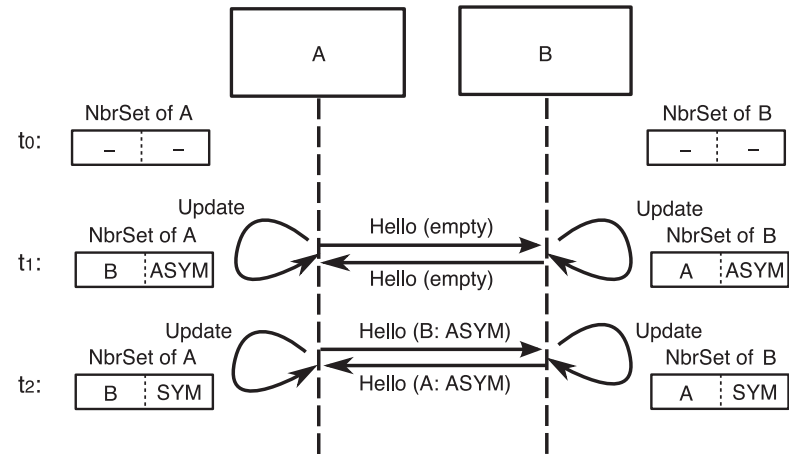 A
B
NbrSet of A
NbrSet of B
t0:
– –
– –
Update
Hello (empty)
Update
NbrSet of A
NbrSet of B
t1:
B ASYM
Hello (empty)
A ASYM
Update
Hello (B: ASYM)
Update
NbrSet of A
NbrSet of B
t2:
B SYM
Hello (A: ASYM)
A SYM